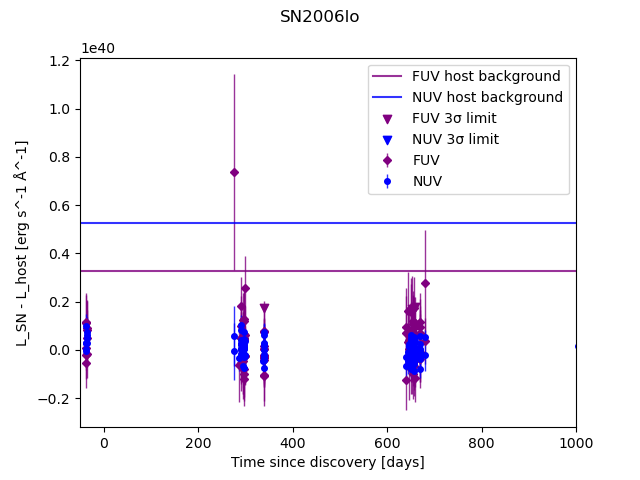 SN2006lo
1e40
1.2
1.0
0.8
0.6
0.4
0.2
0.0
−0.2
L_SN - L_host [erg s^-1 Å^-1]
FUV host background
NUV host background
FUV 3σ limit
NUV 3σ limit
FUV
NUV
0 200 400 600 800 1000
Time since discovery [days]